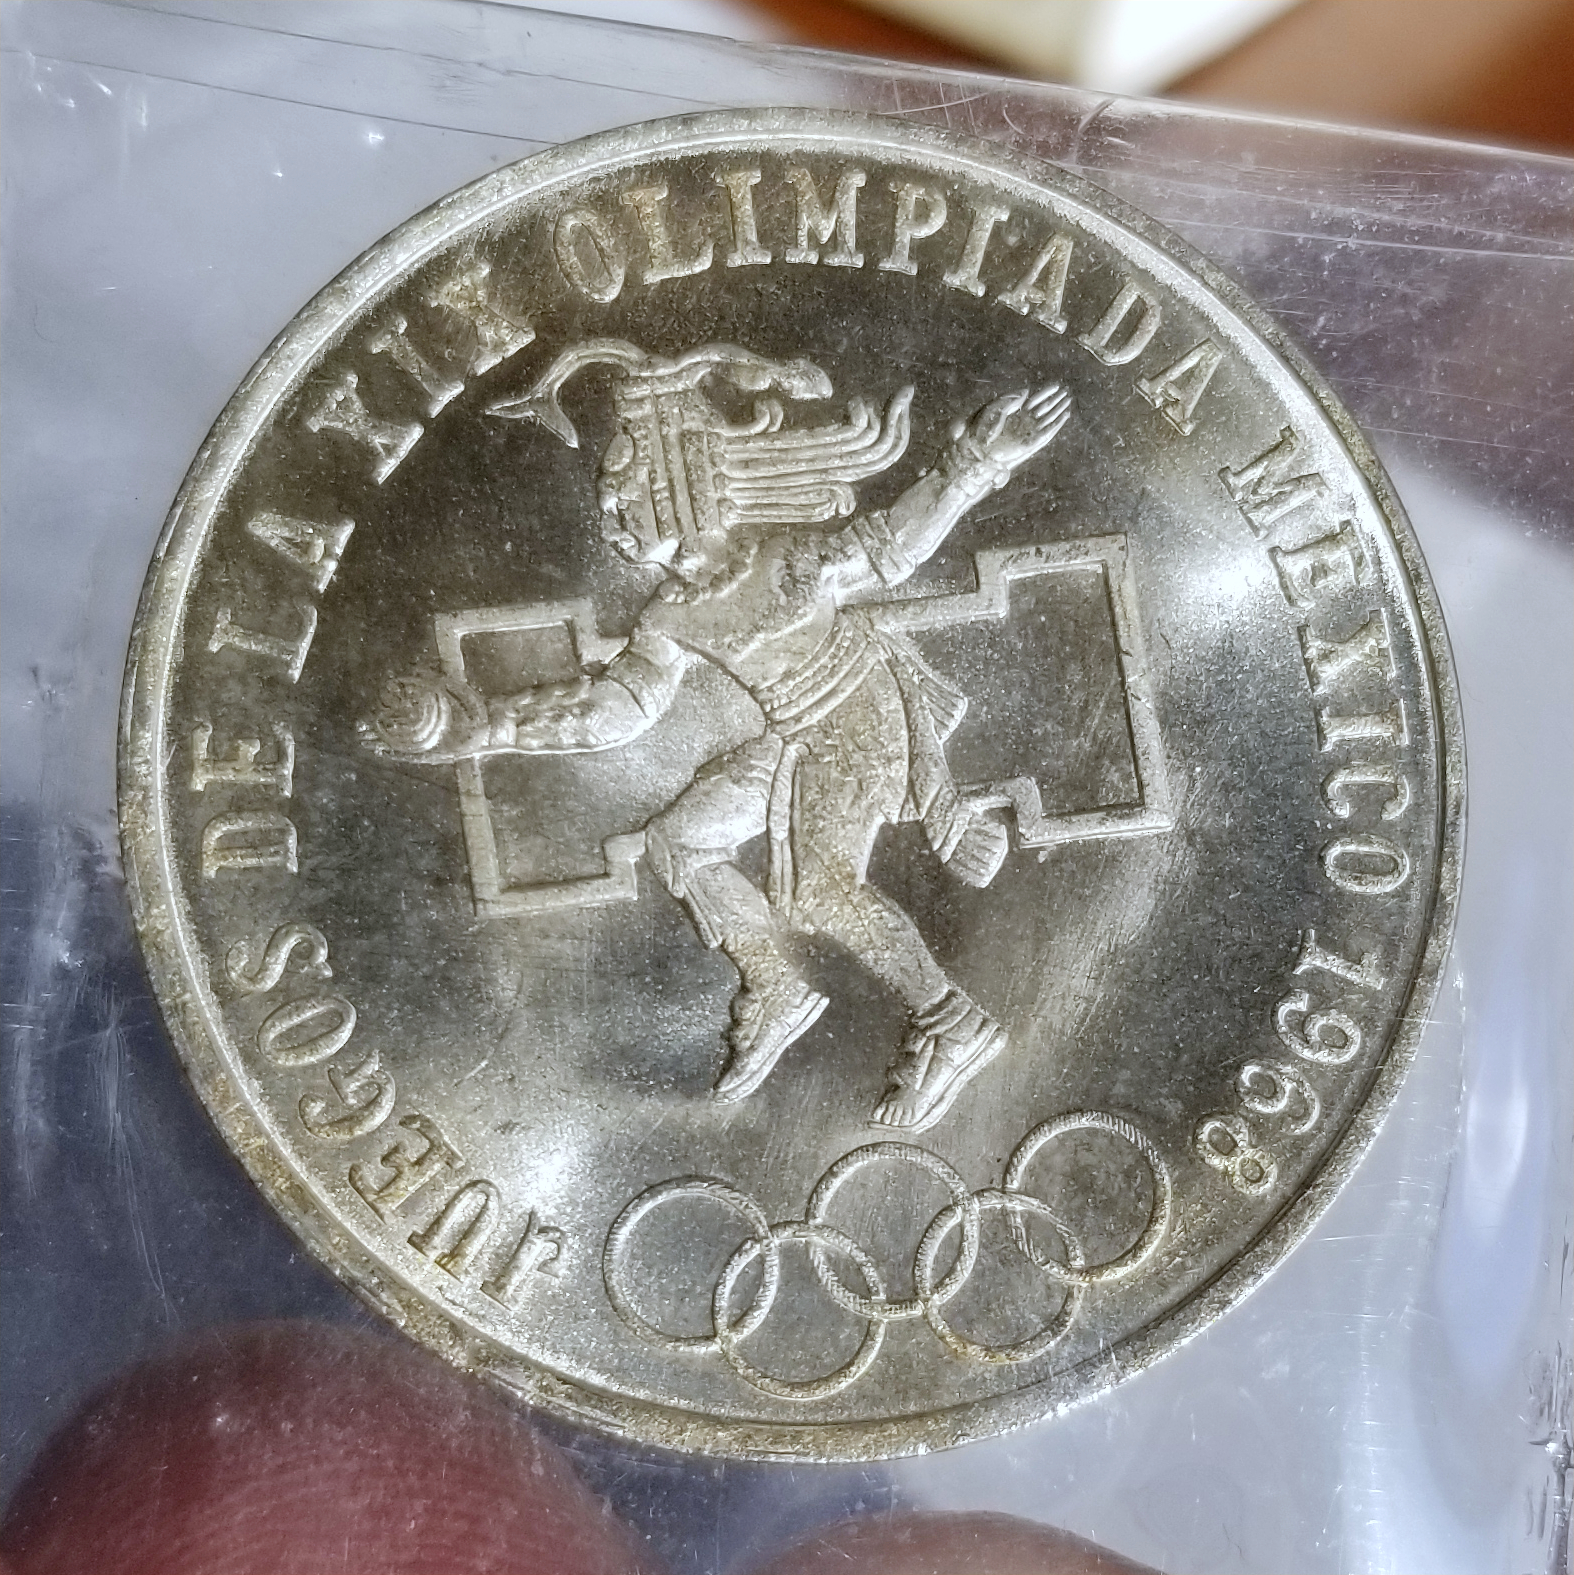 JUEGOS DE LA XIX OLIMPIADA MEXICO 1968